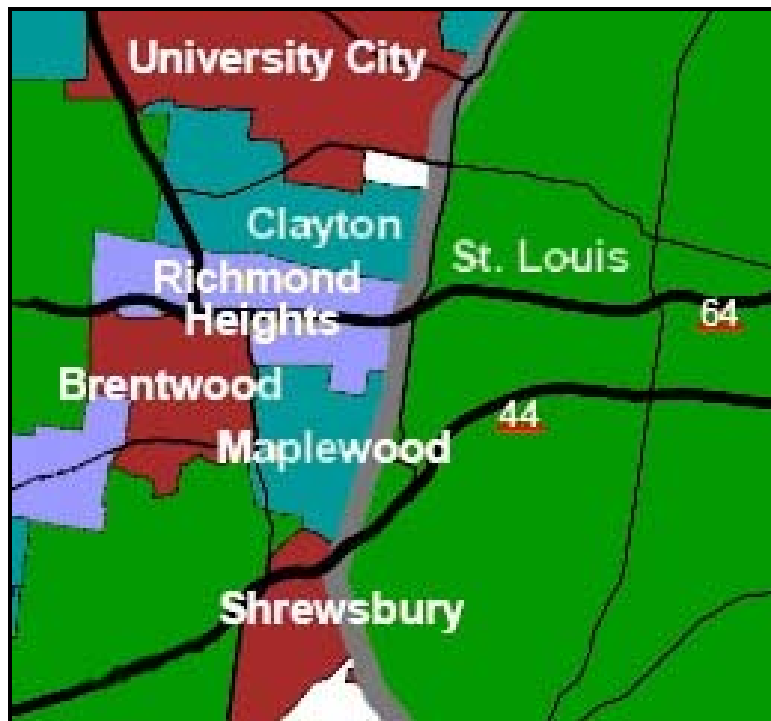 University City
Clayton
St. Louis
Richmond
Heights
64
Brentwood
44
Maplewood
Shrewsbury